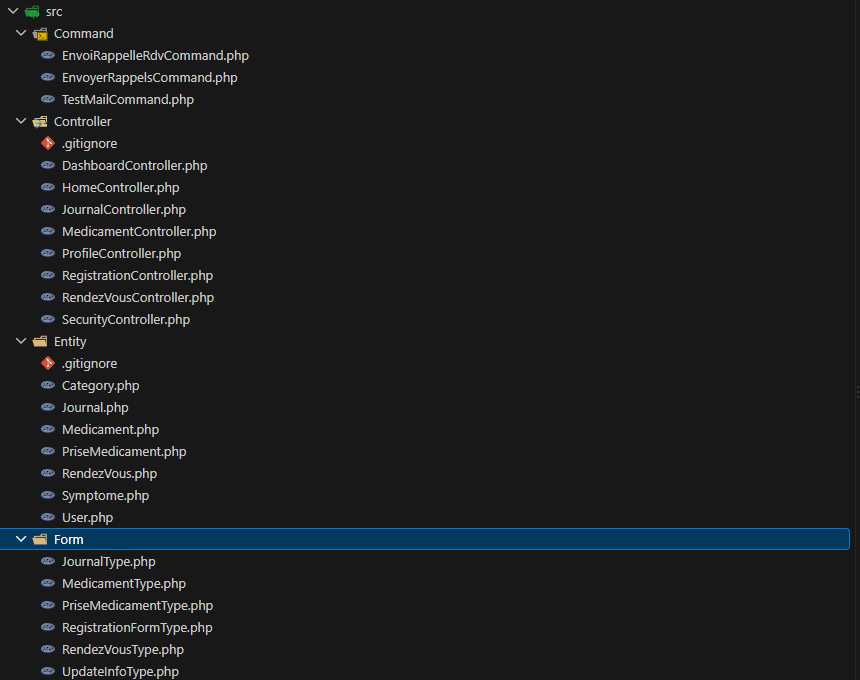 src
Command
EnvoiRappelleRdvCommand.php
EnvoyerRappelsCommand.php
TestMailCommand.php
Controller
.gitignore
DashboardController.php
HomeController.php
JournalController.php
MedicamentController.php
ProfileController.php
RegistrationController.php
RendezVousController.php
SecurityController.php
Entity
.gitignore
Category.php
Journal.php
Medicament.php
PriseMedicament.php
RendezVous.php
Symptome.php
User.php
Form
JournalType.php
MedicamentType.php
PriseMedicamentType.php
RegistrationFormType.php
RendezVousType.php
UpdateInfoType.php